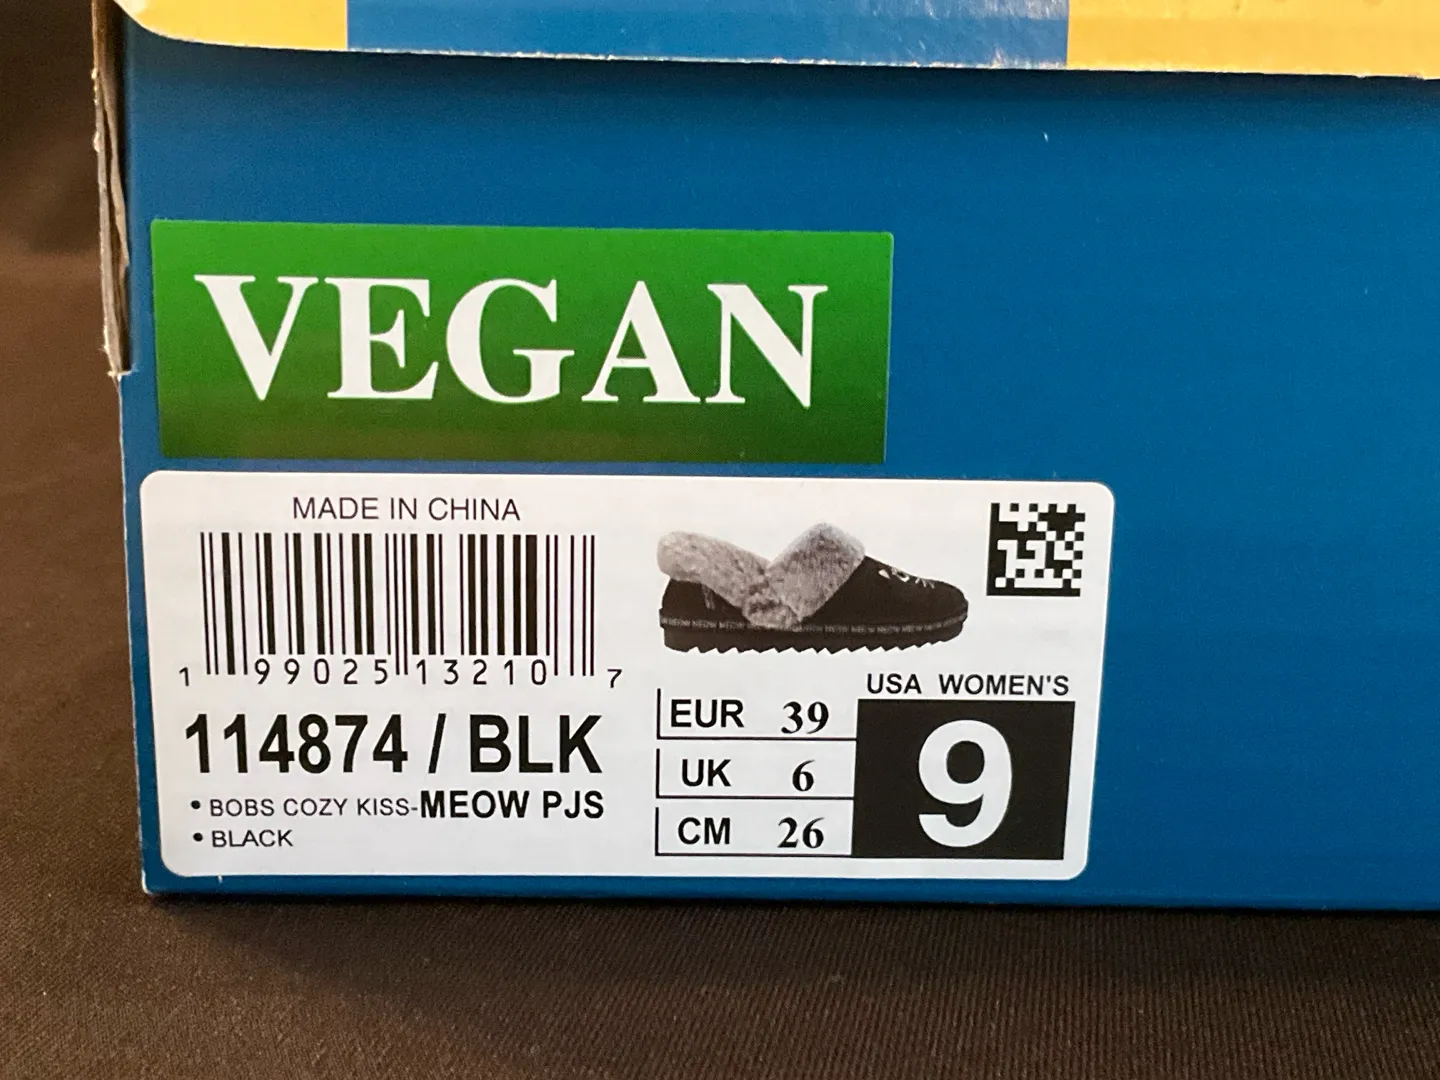 VEGAN
MADE IN CHINA
1 99025 13210 7
114874 / BLK
• BOBS COZY KISS-MEOW PJS
• BLACK
USA WOMEN'S
9
EUR 39
UK 6
CM 26